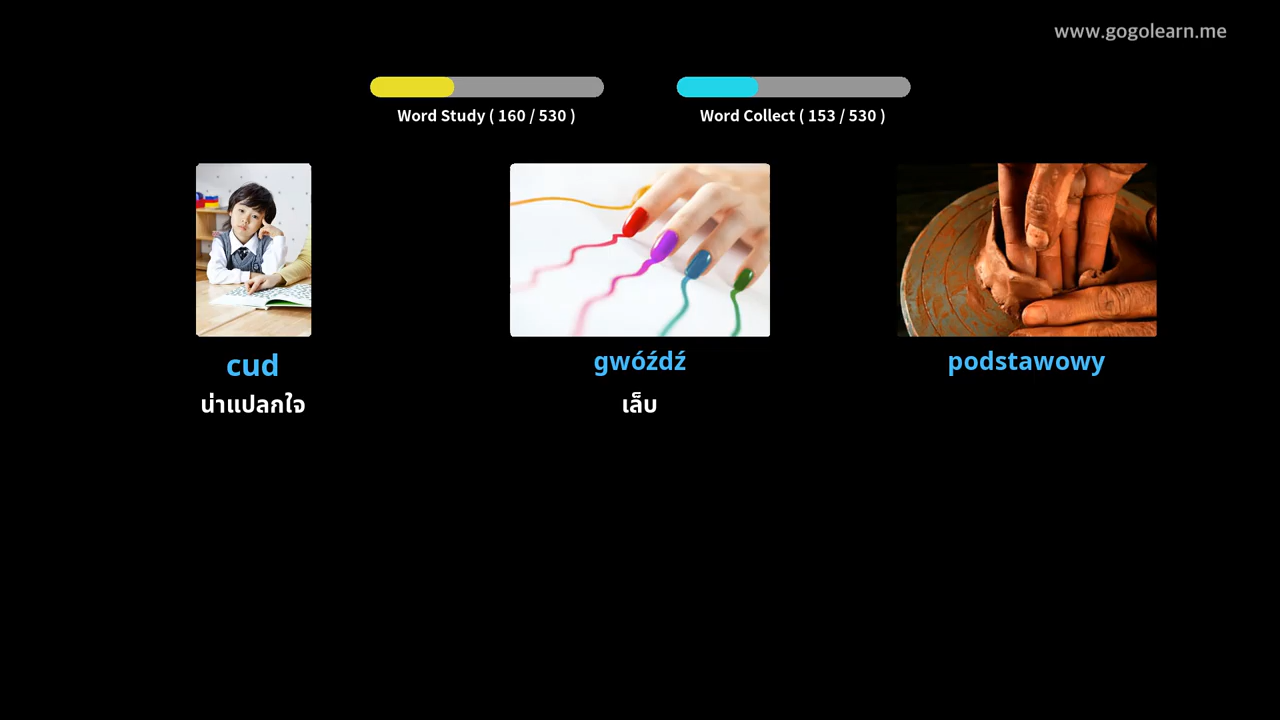 www.gogolearn.me
Word Study ( 160 / 530 )
Word Collect ( 153 / 530 )
cud
gwóźdź
podstawowy
น่าแปลกใจ
เล็บ